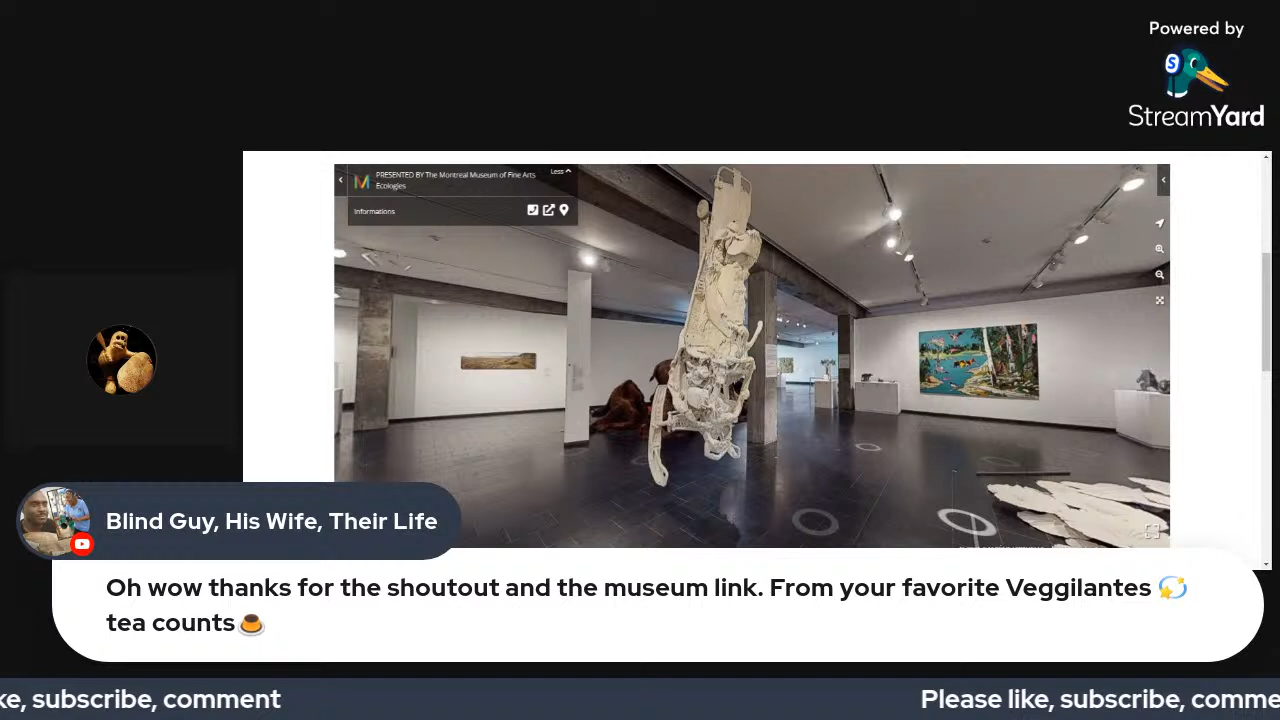 Powered by
StreamYard
PRESENTED BY The Montreal Museum of Fine Arts
Less
Ecologies
Informations
Blind Guy, His Wife, Their Life
Oh wow thanks for the shoutout and the museum link. From your favorite Veggilantes 💫
tea counts🍮
ke, subscribe, comment
Please like, subscribe, comme